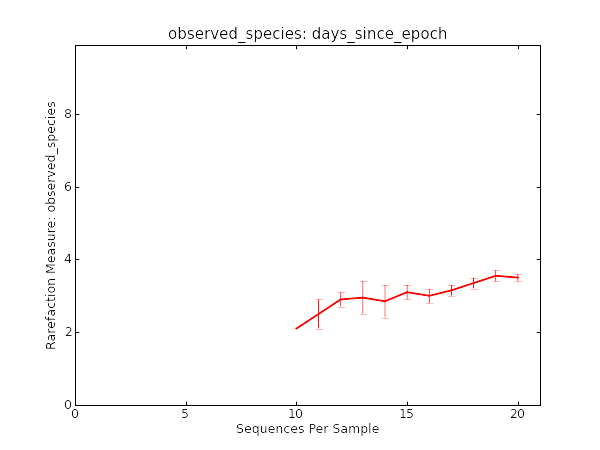 observed_species: days_since_epoch
Rarefaction Measure: observed_species
8
6
4
2
0
0 5 10 15 20
Sequences Per Sample